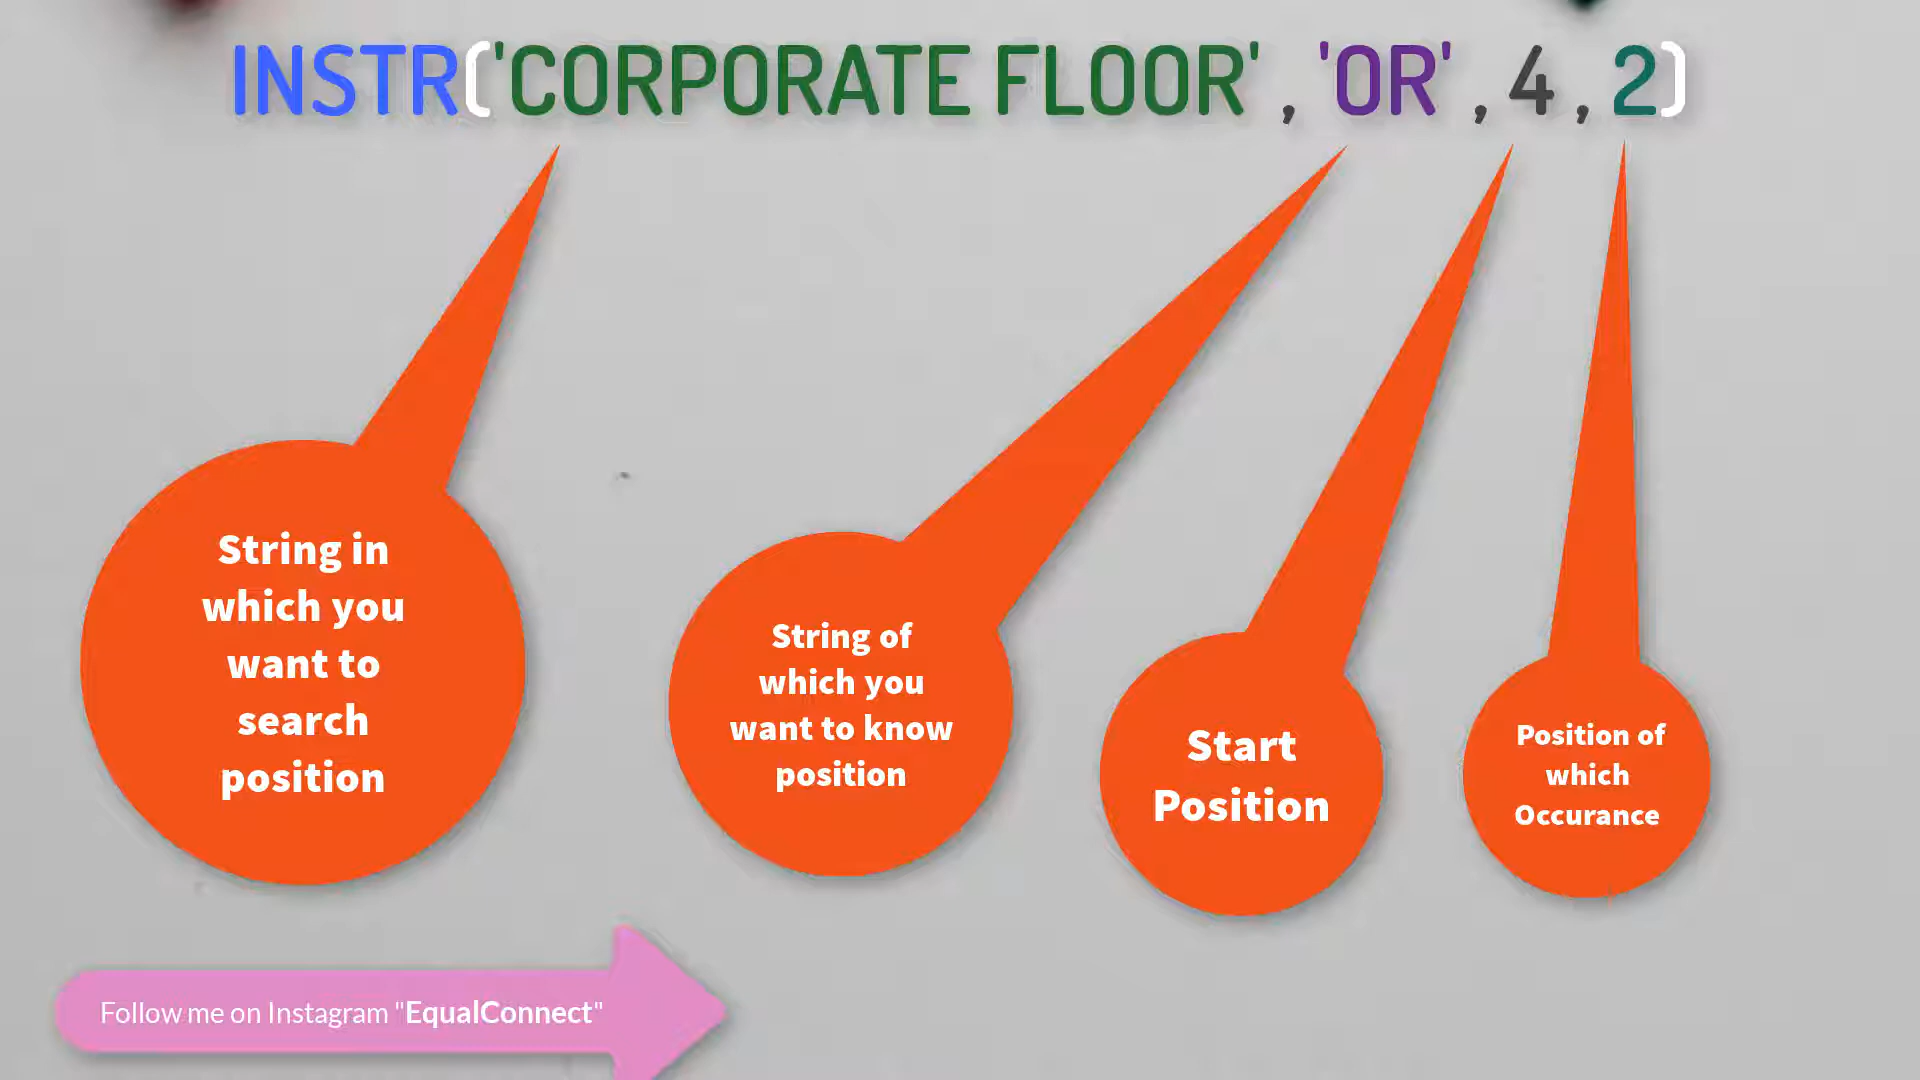 INSTR('CORPORATE FLOOR' , 'OR' , 4 , 2)
String in
which you
want to
search
position
String of
which you
want to know
position
Start
Position
Position of
which
Occurance
Follow me on Instagram "EqualConnect"